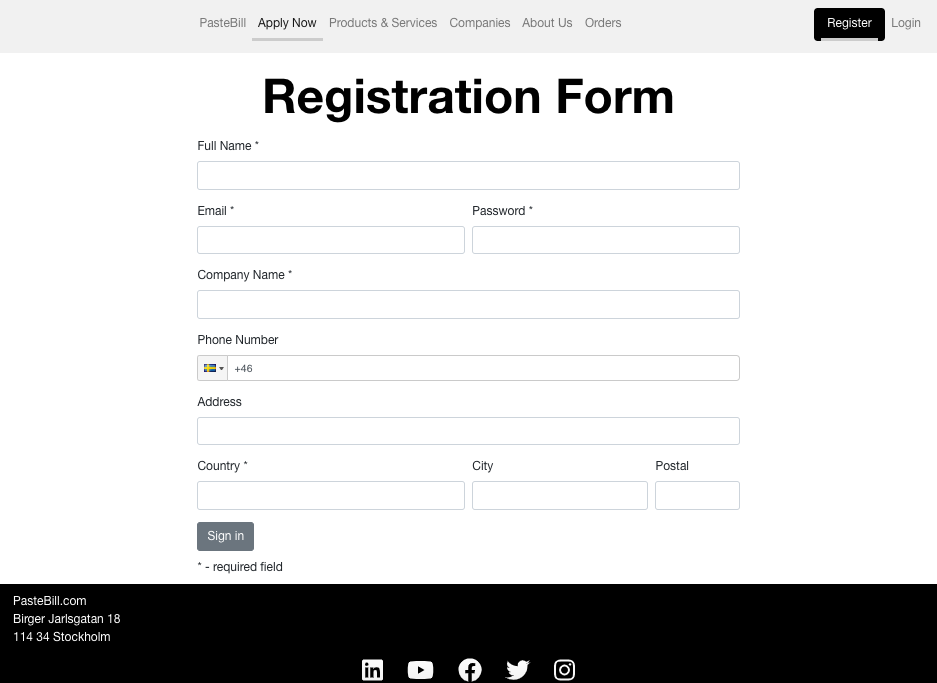 PasteBill Apply Now Products & Services Companies About Us Orders Register Login
Registration Form
Full Name *
Email * Password *
Company Name *
Phone Number
+46
Address
Country * City Postal
Sign in
* - required field
PasteBill.com
Birger Jarlsgatan 18
114 34 Stockholm